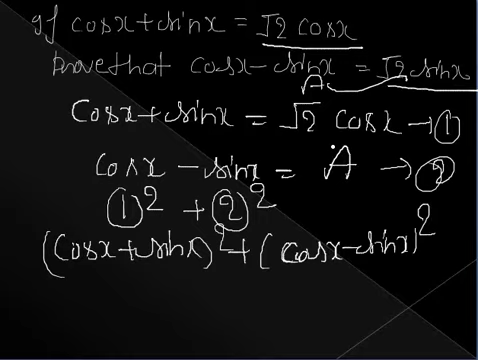 gf cosx+sinx = √2 cosx
prove that cosx - sinx = √2 sinx
A
cosx + sinx = √2 cosx → ①
cosx - sinx = A → ②
①² + ②²
(cosx+sinx)² + (cosx-sinx)²